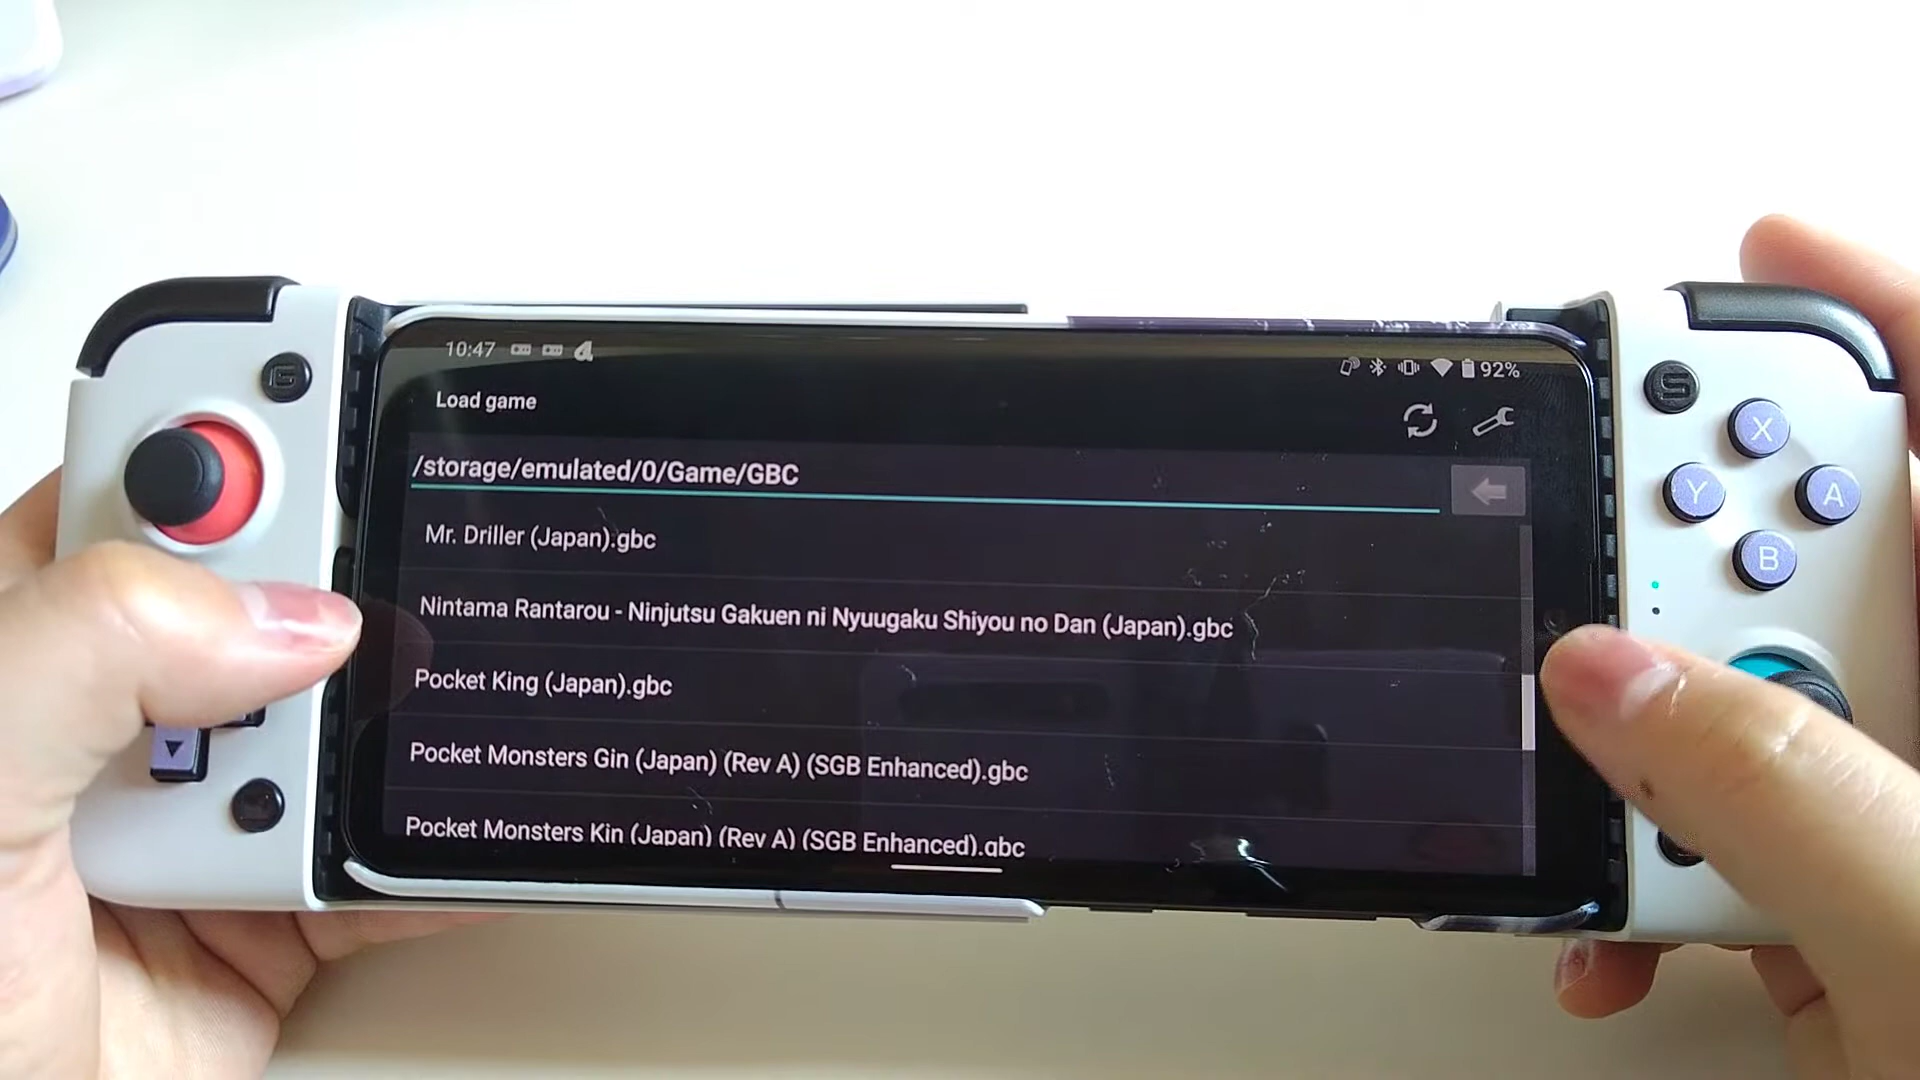 10:47
92%
Load game
/storage/emulated/0/Game/GBC
Mr. Driller (Japan).gbc
Nintama Rantarou - Ninjutsu Gakuen ni Nyuugaku Shiyou no Dan (Japan).gbc
Pocket King (Japan).gbc
Pocket Monsters Gin (Japan) (Rev A) (SGB Enhanced).gbc
Pocket Monsters Kin (Japan) (Rev A) (SGB Enhanced).gbc
G
S
X
Y
A
B